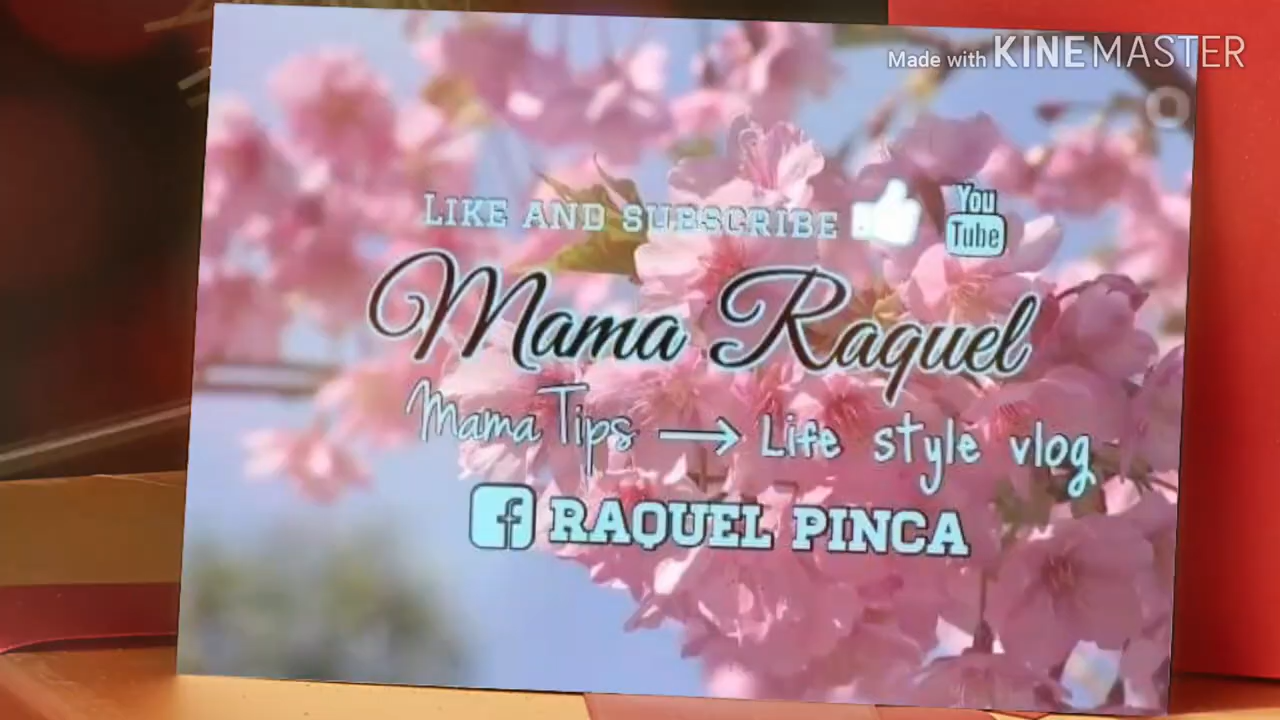 Made with KINEMASTER
LIKE AND SUBSCRIBE You Tube
Mama Raquel
Mama Tips → Life style vlog
f RAQUEL PINCA